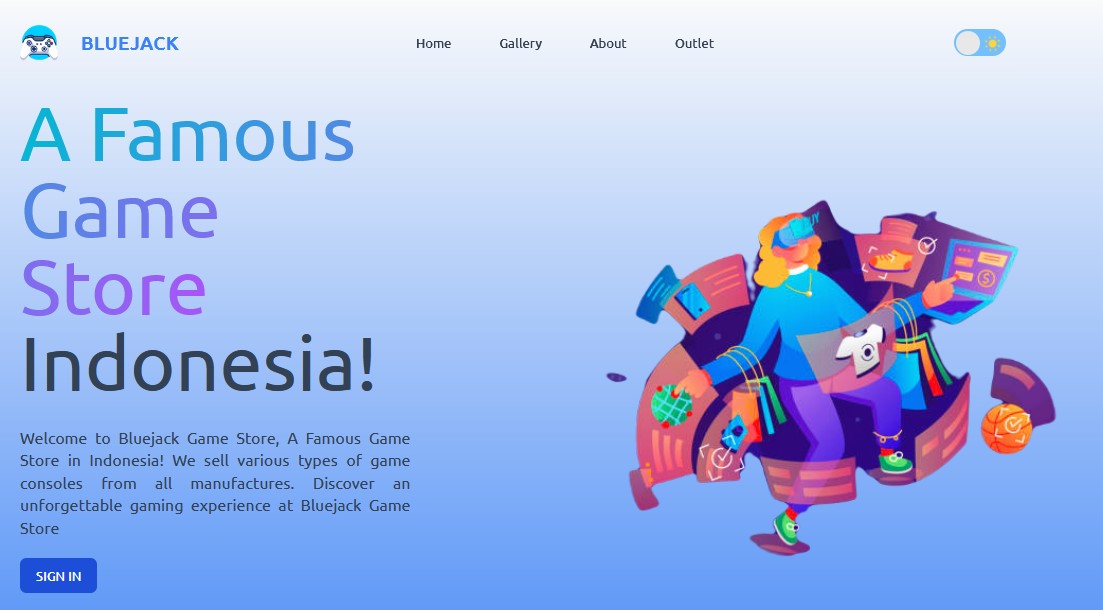 BLUEJACK
Home
Gallery
About
Outlet
A Famous
Game
Store
Indonesia!
Welcome to Bluejack Game Store, A Famous Game
Store in Indonesia! We sell various types of game
consoles from all manufactures. Discover an
unforgettable gaming experience at Bluejack Game
Store
SIGN IN